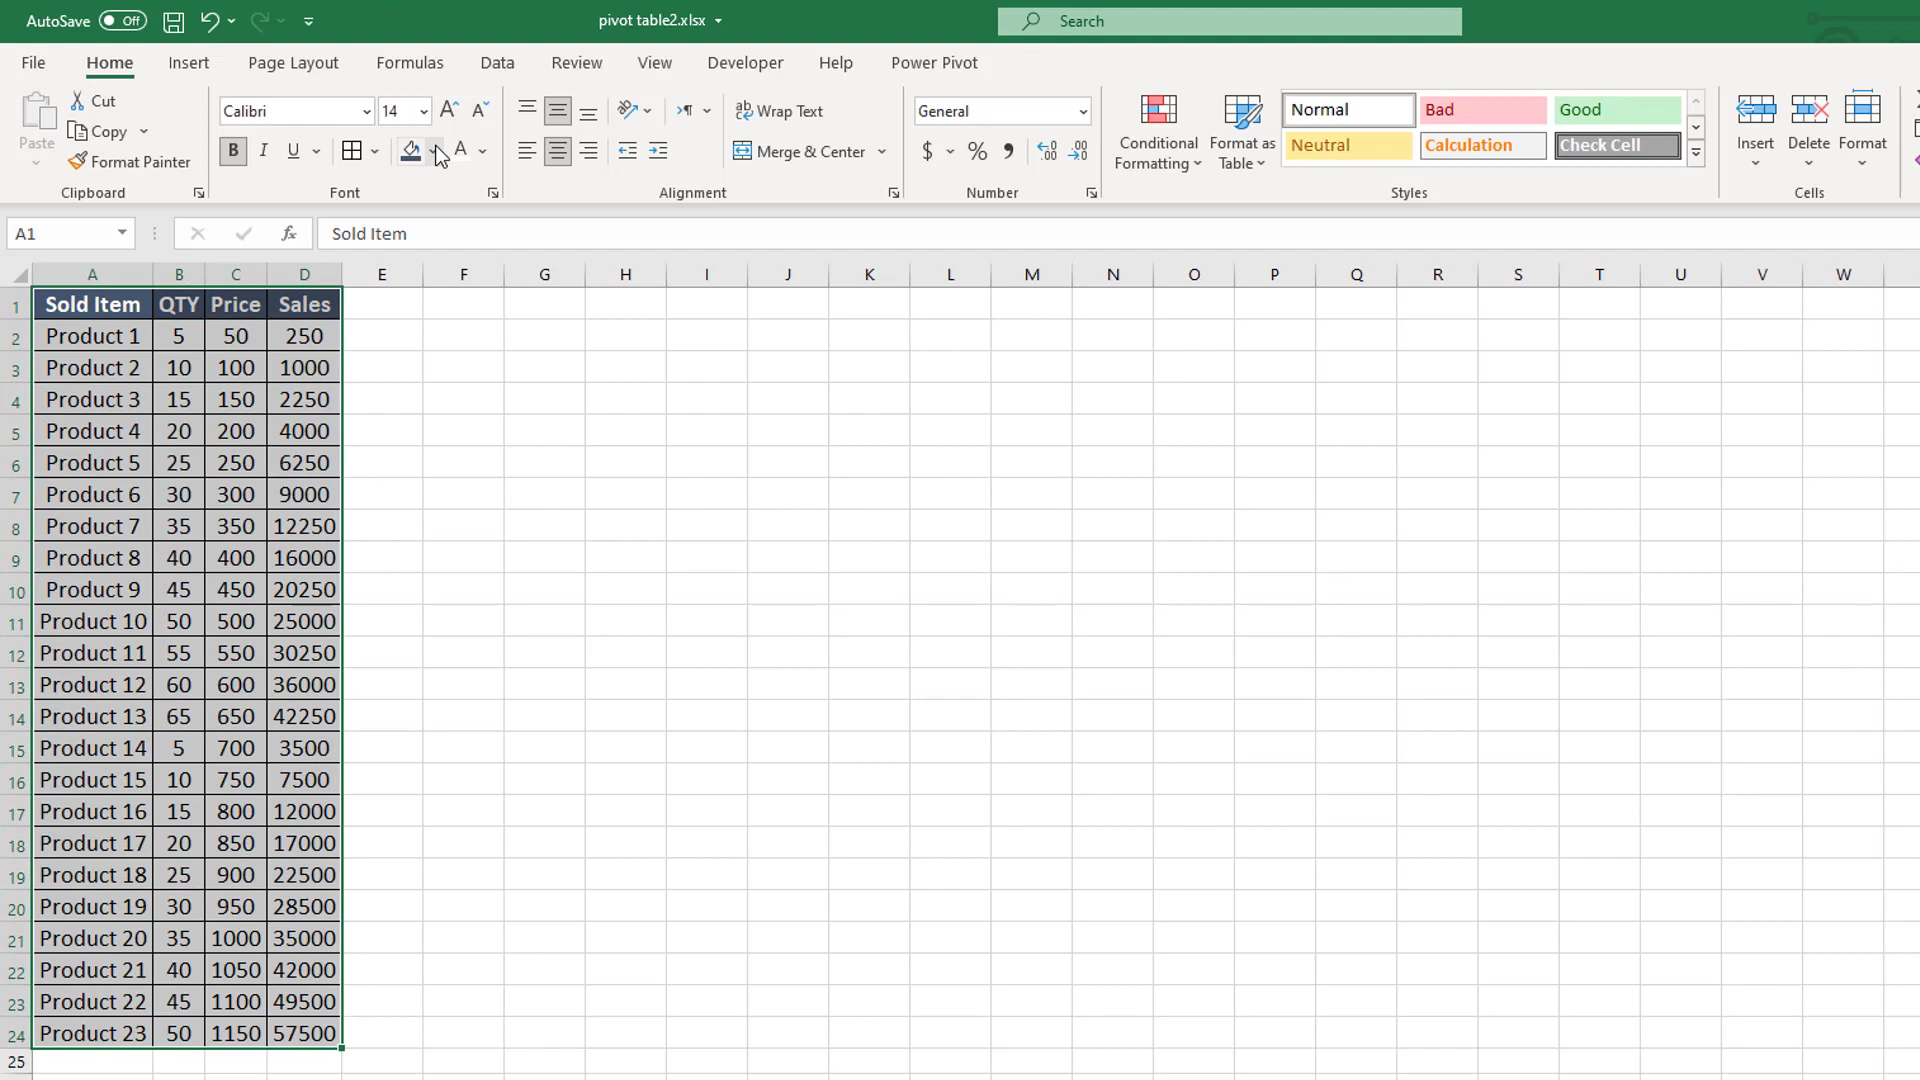 AutoSave Off pivot table2.xlsx Search
File Home Insert Page Layout Formulas Data Review View Developer Help Power Pivot
Paste Cut
Copy
Format Painter
Clipboard
Calibri 14
B I U A
Font
Wrap Text
Merge & Center
Alignment
General
$ %
Number
Conditional Formatting
Format as Table
Normal Bad Good
Neutral Calculation Check Cell
Styles
Insert Delete Format
Cells
A1 fx Sold Item
A B C D E F G H I J K L M N O P Q R S T U V W
1 Sold Item QTY Price Sales
2 Product 1 5 50 250
3 Product 2 10 100 1000
4 Product 3 15 150 2250
5 Product 4 20 200 4000
6 Product 5 25 250 6250
7 Product 6 30 300 9000
8 Product 7 35 350 12250
9 Product 8 40 400 16000
10 Product 9 45 450 20250
11 Product 10 50 500 25000
12 Product 11 55 550 30250
13 Product 12 60 600 36000
14 Product 13 65 650 42250
15 Product 14 5 700 3500
16 Product 15 10 750 7500
17 Product 16 15 800 12000
18 Product 17 20 850 17000
19 Product 18 25 900 22500
20 Product 19 30 950 28500
21 Product 20 35 1000 35000
22 Product 21 40 1050 42000
23 Product 22 45 1100 49500
24 Product 23 50 1150 57500
25